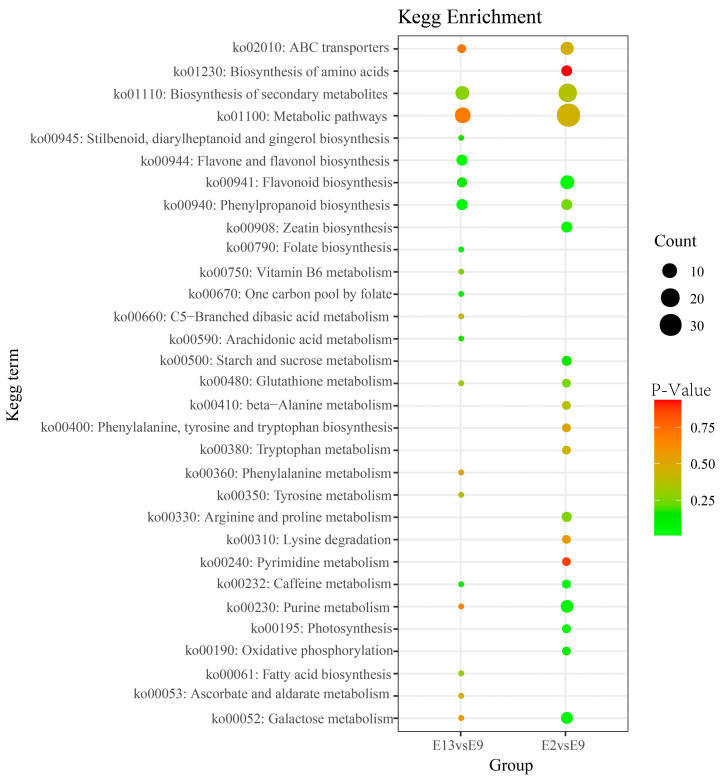 Kegg Enrichment
ko02010: ABC transporters
ko01230: Biosynthesis of amino acids
ko01110: Biosynthesis of secondary metabolites
ko01100: Metabolic pathways
ko00945: Stilbenoid, diarylheptanoid and gingerol biosynthesis
ko00944: Flavone and flavonol biosynthesis
ko00941: Flavonoid biosynthesis
ko00940: Phenylpropanoid biosynthesis
ko00908: Zeatin biosynthesis
ko00790: Folate biosynthesis
ko00750: Vitamin B6 metabolism
ko00670: One carbon pool by folate
ko00660: C5−Branched dibasic acid metabolism
ko00590: Arachidonic acid metabolism
ko00500: Starch and sucrose metabolism
ko00480: Glutathione metabolism
ko00410: beta−Alanine metabolism
ko00400: Phenylalanine, tyrosine and tryptophan biosynthesis
ko00380: Tryptophan metabolism
ko00360: Phenylalanine metabolism
ko00350: Tyrosine metabolism
ko00330: Arginine and proline metabolism
ko00310: Lysine degradation
ko00240: Pyrimidine metabolism
ko00232: Caffeine metabolism
ko00230: Purine metabolism
ko00195: Photosynthesis
ko00190: Oxidative phosphorylation
ko00061: Fatty acid biosynthesis
ko00053: Ascorbate and aldarate metabolism
ko00052: Galactose metabolism
Kegg term
E13vsE9
E2vsE9
Group
Count
10
20
30
P-Value
0.75
0.50
0.25